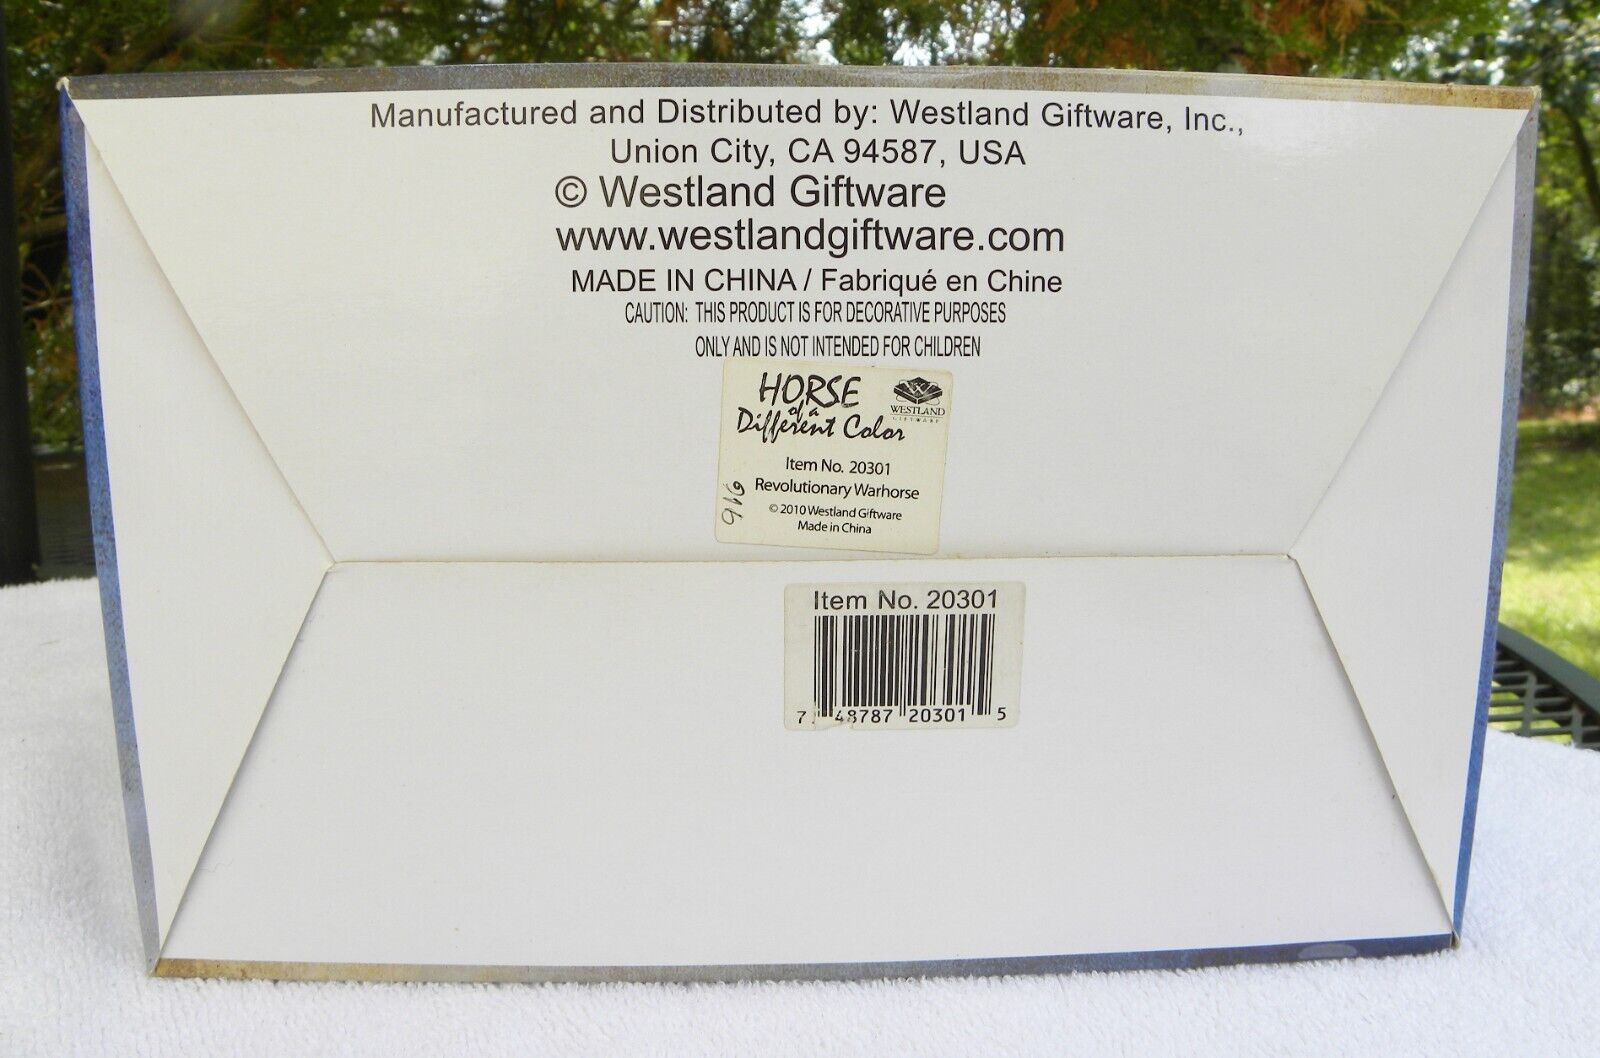 Manufactured and Distributed by: Westland Giftware, Inc.,
Union City, CA 94587, USA
© Westland Giftware
www.westlandgiftware.com
MADE IN CHINA / Fabriqué en Chine
CAUTION: THIS PRODUCT IS FOR DECORATIVE PURPOSES
ONLY AND IS NOT INTENDED FOR CHILDREN
HORSE
of a
Different Color
WESTLAND
GIFTWARE
Item No. 20301
Revolutionary Warhorse
© 2010 Westland Giftware
Made in China
916
Item No. 20301
7 48787 20301 5